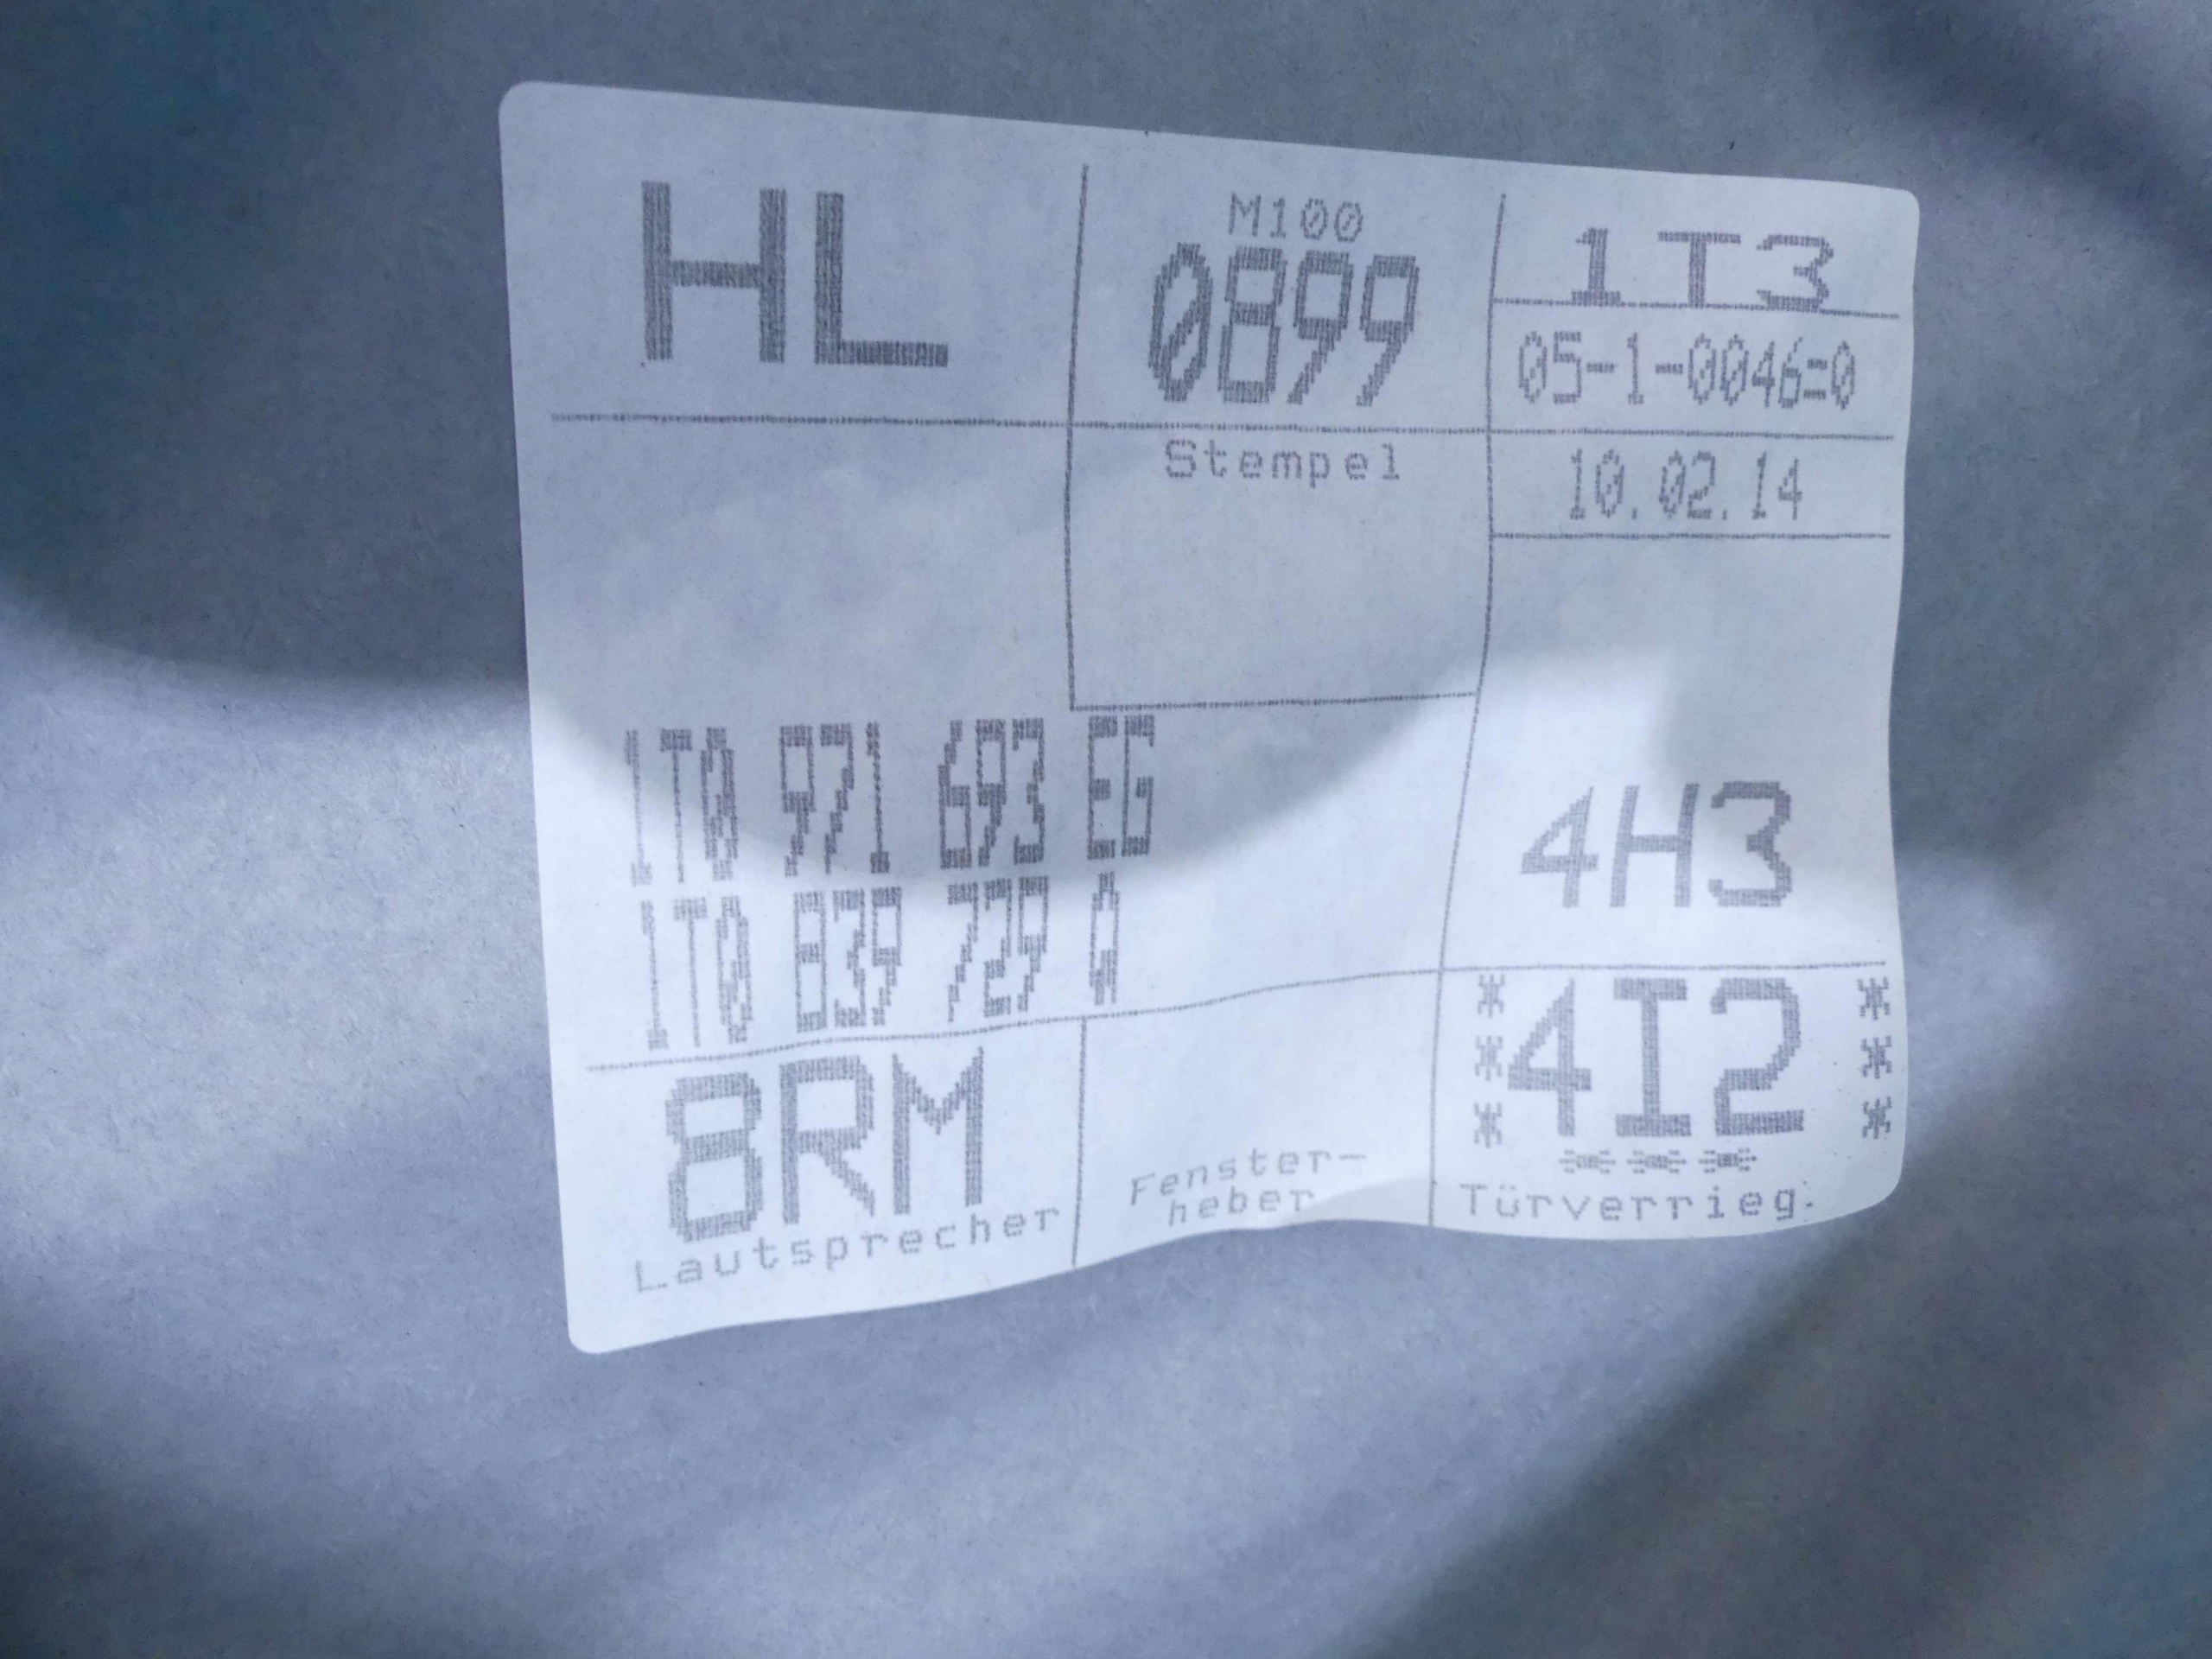 HL
M100
0899
1T3
05-1-0046=0
Stempel
10.02.14
1T0 971 693 EG
1T0 839 729 A
4H3
8RM
Lautsprecher
Fenster-
heber
* 4I2 *
* *
* *
* * *
Türverrieg.